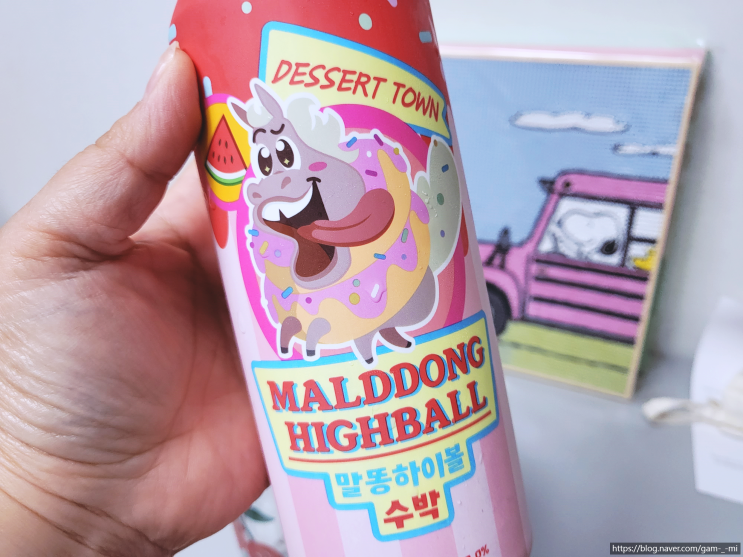 DESSERT TOWN
MALDDONG
HIGHBALL
말똥하이볼
수박
https://blog.naver.com/gam-_-mi